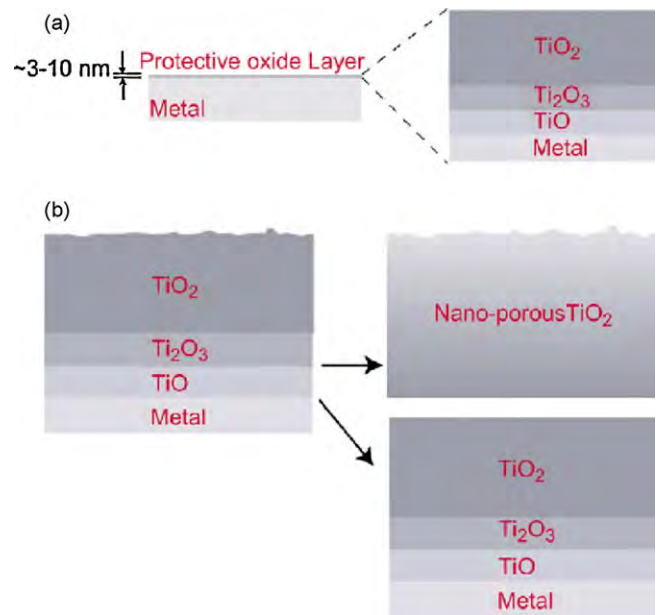 (a)
Protective oxide Layer
~3-10 nm
Metal
TiO₂
Ti₂O₃
TiO
Metal
(b)
TiO₂
Ti₂O₃
TiO
Metal
Nano-porousTiO₂
TiO₂
Ti₂O₃
TiO
Metal